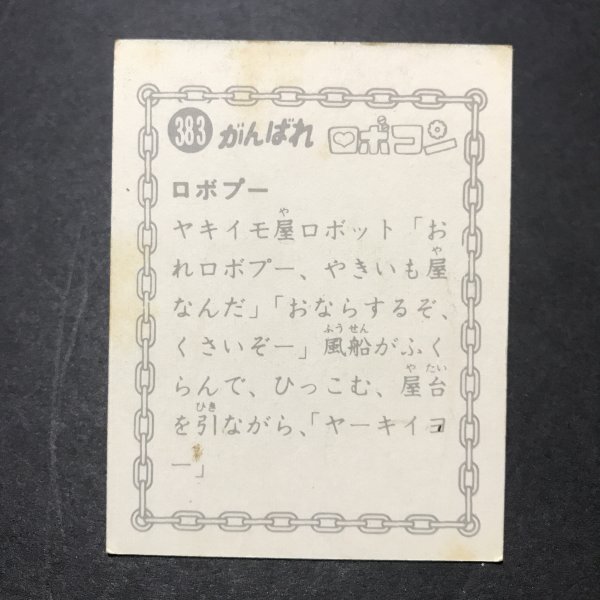 383 がんばれ ロボコン
ロボプー
ヤキイモ屋ロボット「お
れロボプー、やきいも屋
なんだ」「おならするぞ、
くさいぞー」風船がふく
らんで、ひっこむ、屋台
を引ながら、「ヤーキイヨ
ー」